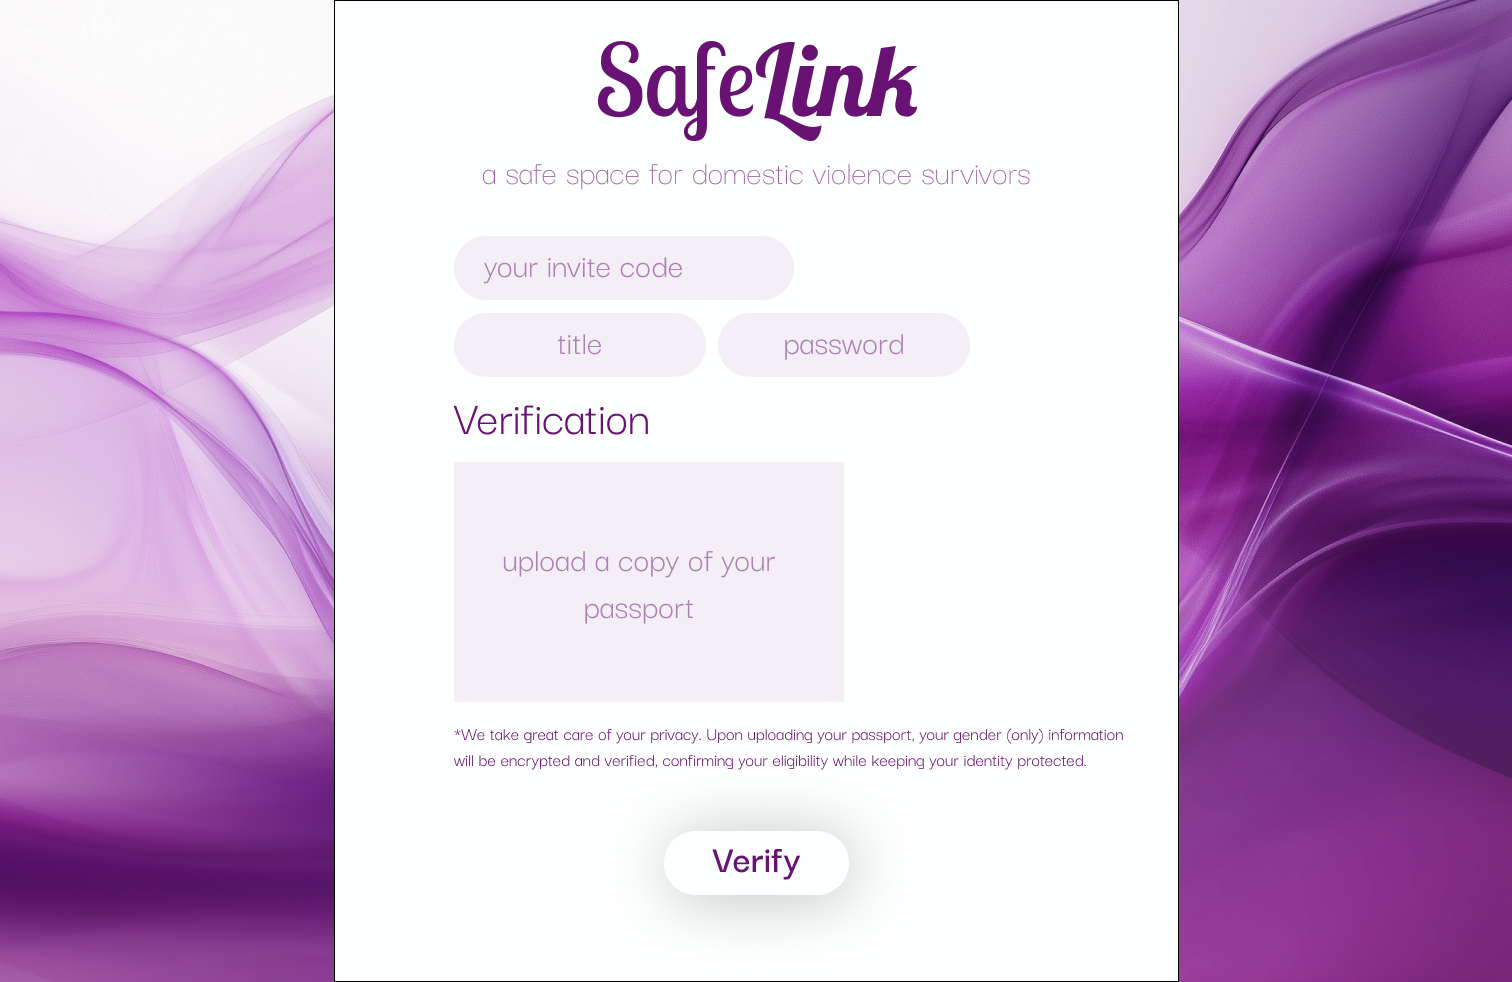 SafeLink
a safe space for domestic violence survivors
your invite code
title
password
Verification
upload a copy of your
passport
*We take great care of your privacy. Upon uploading your passport, your gender (only) information
will be encrypted and verified, confirming your eligibility while keeping your identity protected.
Verify